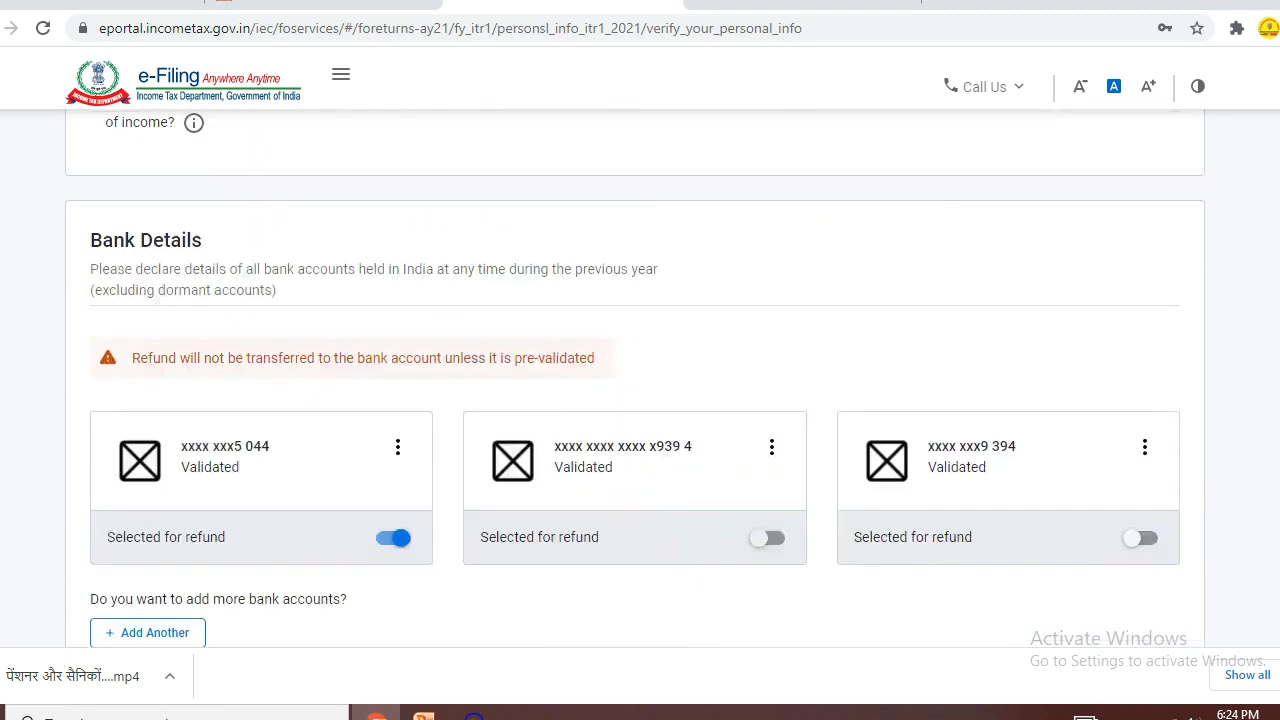 eportal.incometax.gov.in/iec/foservices/#/foreturns-ay21/fy_itr1/personsl_info_itr1_2021/verify_your_personal_info
e-Filing Anywhere Anytime
Income Tax Department, Government of India
INCOME TAX DEPARTMENT
Call Us
A-
A
A+
of income?
Bank Details
Please declare details of all bank accounts held in India at any time during the previous year
(excluding dormant accounts)
Refund will not be transferred to the bank account unless it is pre-validated
xxxx xxx5 044
Validated
Selected for refund
xxxx xxxx xxxx x939 4
Validated
Selected for refund
xxxx xxx9 394
Validated
Selected for refund
Do you want to add more bank accounts?
+ Add Another
Activate Windows
Go to Settings to activate Windows.
पेंशनर और सैनिकों....mp4
Show all
6:24 PM